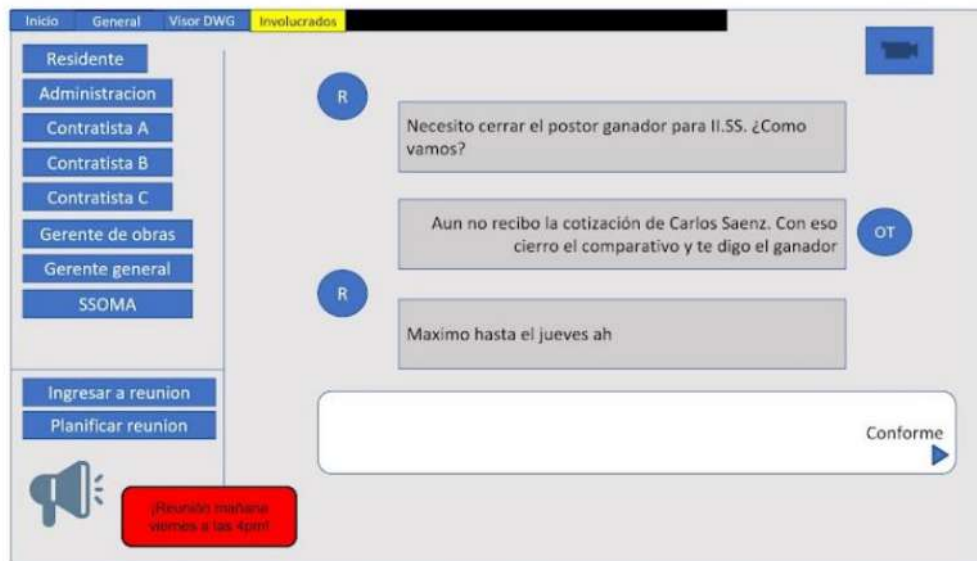 Inicio
General
Visor DWG
Involucrados
Residente
Administracion
Contratista A
Contratista B
Contratista C
Gerente de obras
Gerente general
SSOMA
Ingresar a reunion
Planificar reunion
¡Reunión mañana
viernes a las 4pm!
R
Necesito cerrar el postor ganador para II.SS. ¿Como
vamos?
Aun no recibo la cotización de Carlos Saenz. Con eso
cierro el comparativo y te digo el ganador
OT
R
Maximo hasta el jueves ah
Conforme